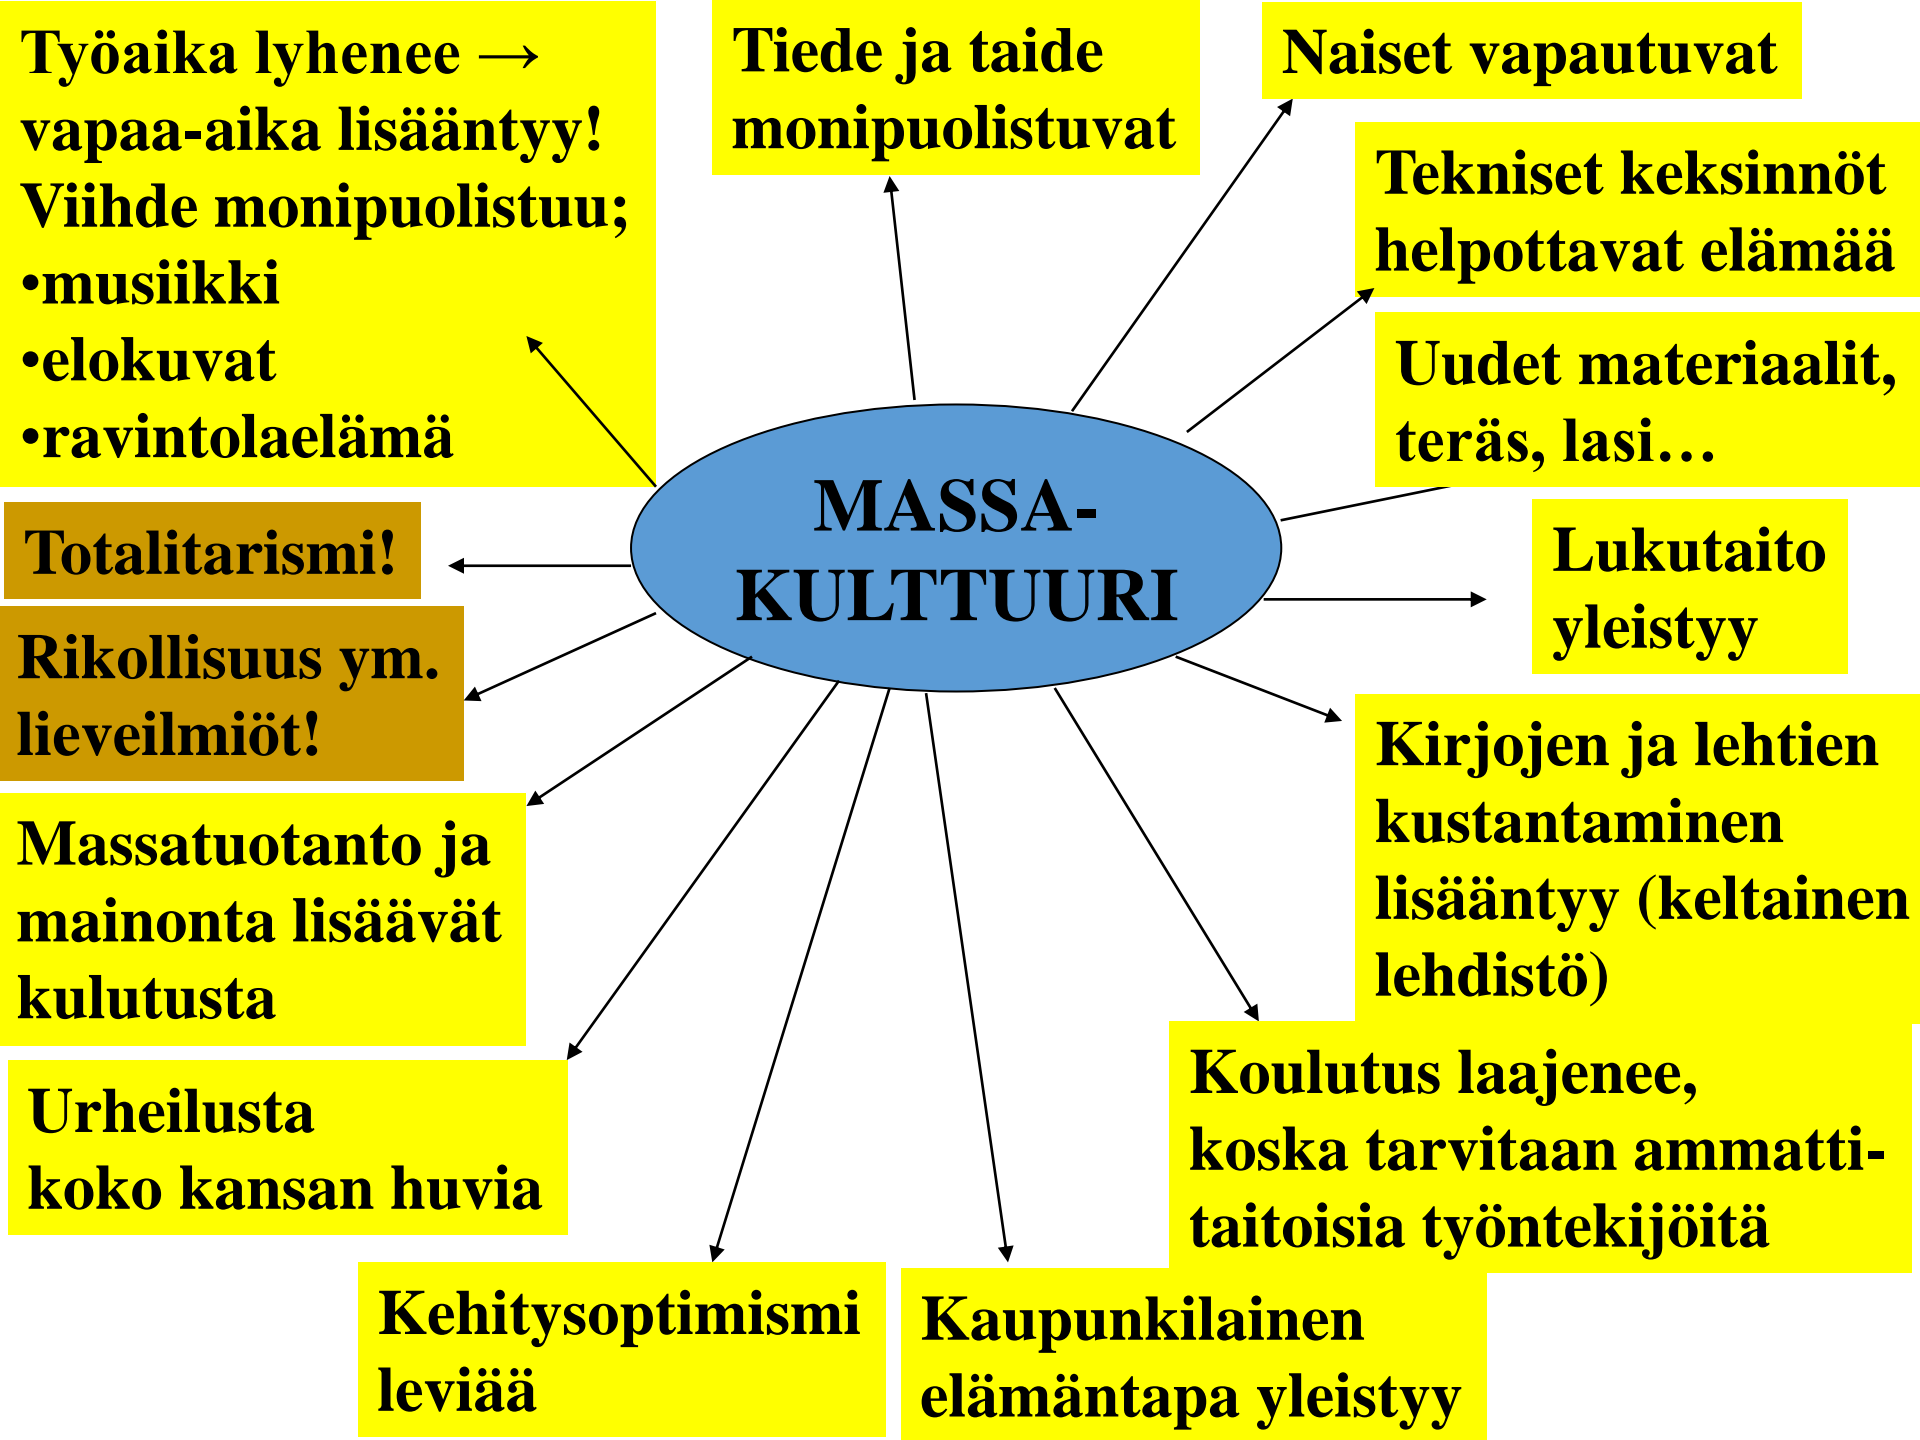 Työaika lyhenee →
vapaa-aika lisääntyy!
Viihde monipuolistuu;
•musiikki
•elokuvat
•ravintolaelämä
Tiede ja taide
monipuolistuvat
Naiset vapautuvat
Tekniset keksinnöt
helpottavat elämää
Uudet materiaalit,
teräs, lasi…
MASSA-
KULTTUURI
Totalitarismi!
Lukutaito
yleistyy
Rikollisuus ym.
lieveilmiöt!
Kirjojen ja lehtien
kustantaminen
lisääntyy (keltainen
lehdistö)
Massatuotanto ja
mainonta lisäävät
kulutusta
Koulutus laajenee,
koska tarvitaan ammatti-
taitoisia työntekijöitä
Urheilusta
koko kansan huvia
Kehitysoptimismi
leviää
Kaupunkilainen
elämäntapa yleistyy